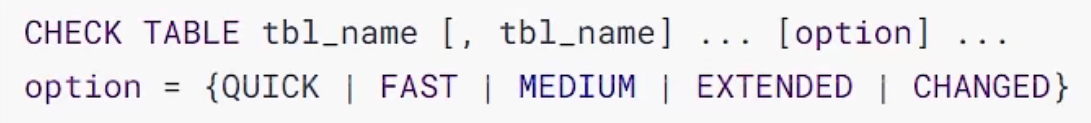 CHECK TABLE tbl_name [, tbl_name] ... [option] ...
option = {QUICK | FAST | MEDIUM | EXTENDED | CHANGED}